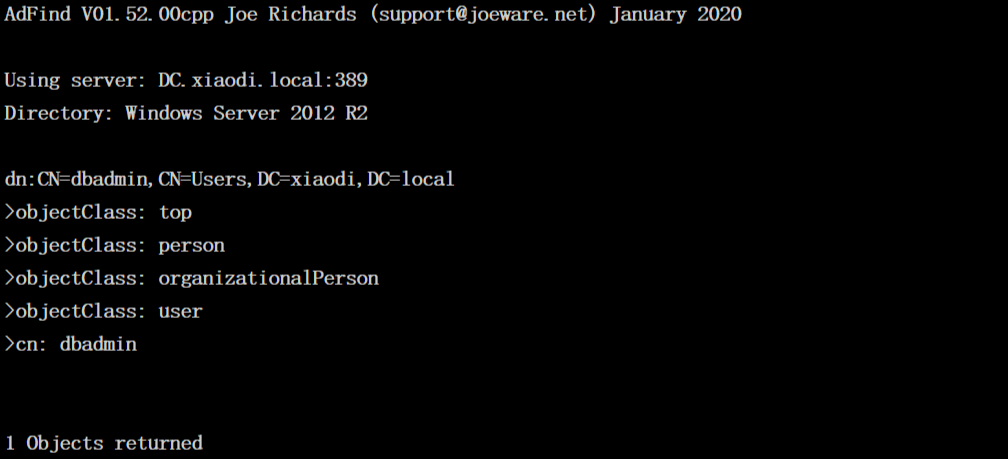 AdFind V01.52.00cpp Joe Richards (support@joeware.net) January 2020
Using server: DC.xiaodi.local:389
Directory: Windows Server 2012 R2
dn:CN=dbadmin,CN=Users,DC=xiaodi,DC=local
>objectClass: top
>objectClass: person
>objectClass: organizationalPerson
>objectClass: user
>cn: dbadmin
1 Objects returned